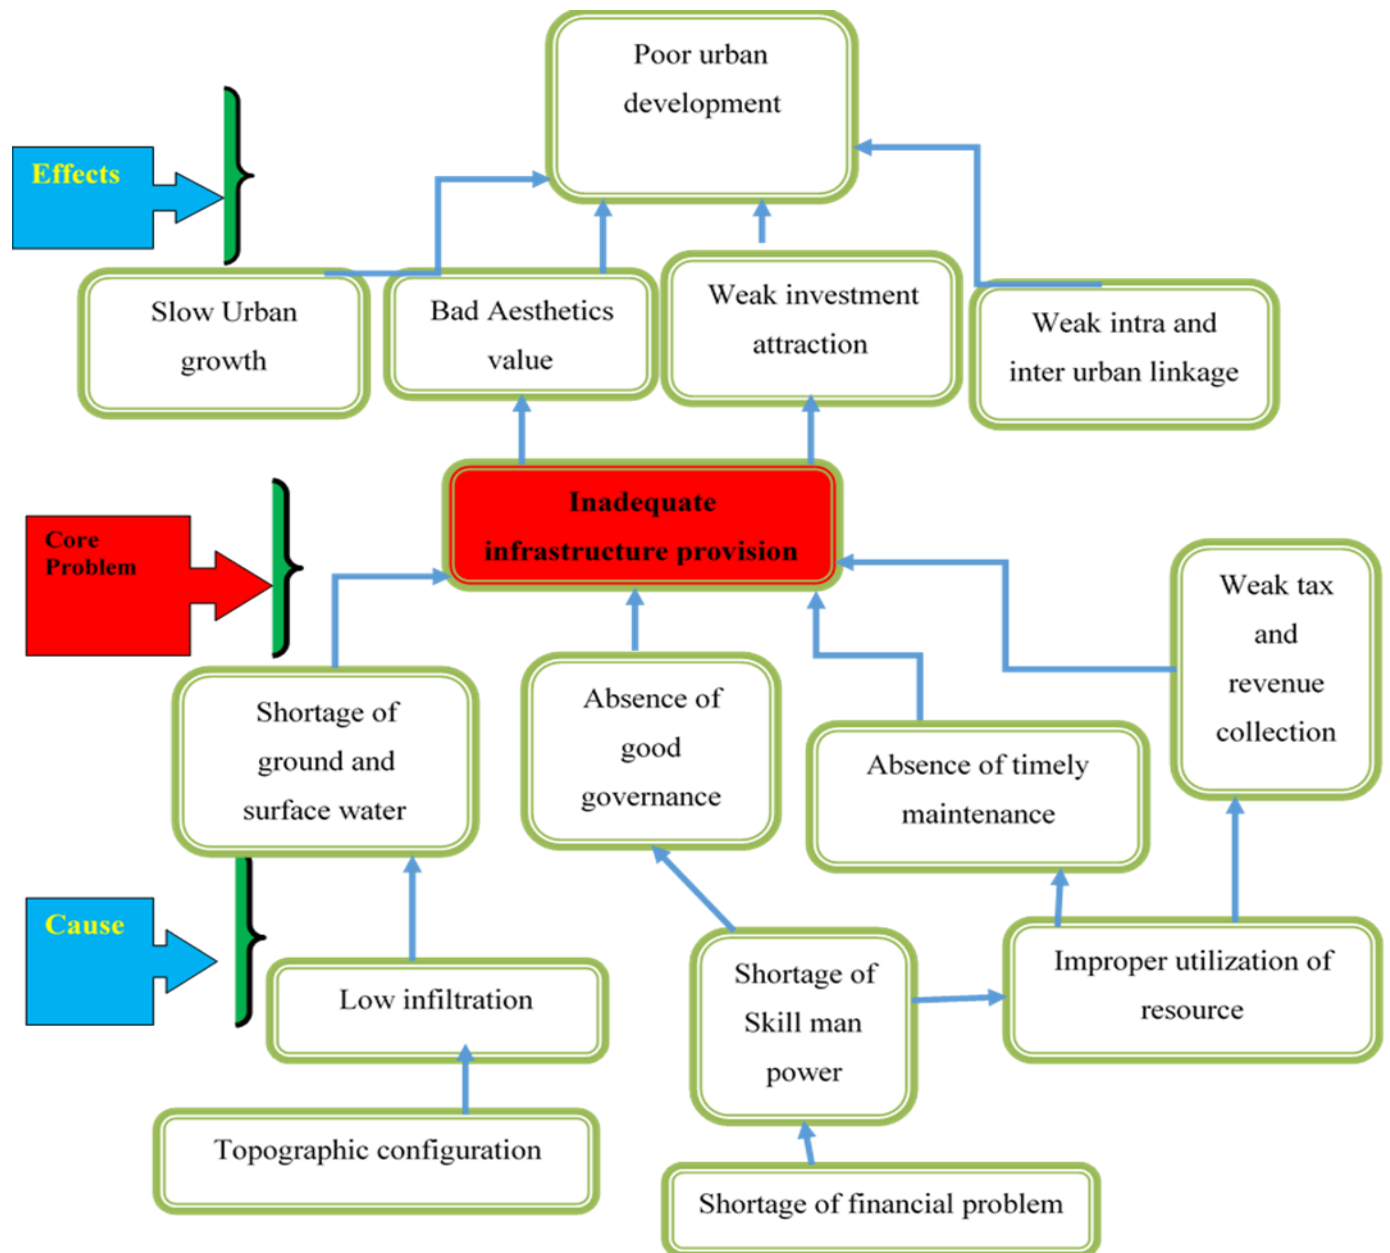 Poor urban
development
Effects
Slow Urban
growth
Bad Aesthetics
value
Weak investment
attraction
Weak intra and
inter urban linkage
Core
Problem
Inadequate
infrastructure provision
Shortage of
ground and
surface water
Absence of
good
governance
Absence of timely
maintenance
Weak tax
and
revenue
collection
Cause
Low infiltration
Shortage of
Skill man
power
Improper utilization of
resource
Topographic configuration
Shortage of financial problem